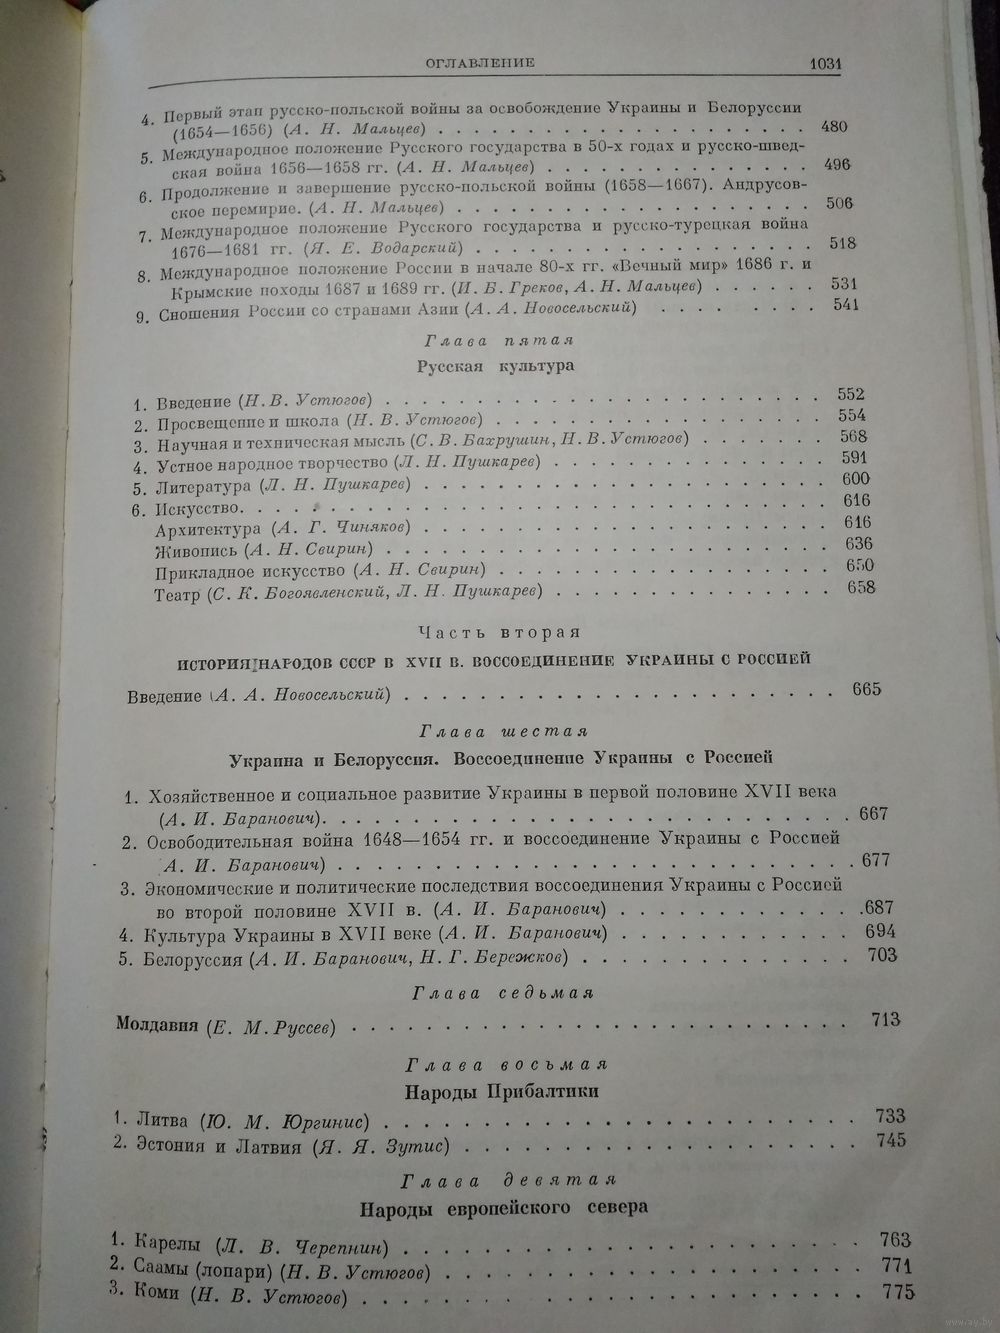 ОГЛАВЛЕНИЕ 1031
4. Первый этап русско-польской войны за освобождение Украины и Белоруссии
(1654—1656) (А. Н. Мальцев) . . . . . . . . . . . . . . . . . . . . 480
5. Международное положение Русского государства в 50-х годах и русско-швед-
ская война 1656—1658 гг. (А. Н. Мальцев) . . . . . . . . . . . . . . 496
6. Продолжение и завершение русско-польской войны (1658—1667). Андрусов-
ское перемирие. (А. Н. Мальцев) . . . . . . . . . . . . . . . . . . . 506
7. Международное положение Русского государства и русско-турецкая война
1676—1681 гг. (Я. Е. Водарский) . . . . . . . . . . . . . . . . . . 518
8. Международное положение России в начале 80-х гг. «Вечный мир» 1686 г. и
Крымские походы 1687 и 1689 гг. (И. Б. Греков, А. Н. Мальцев) . . . . . . 531
9. Сношения России со странами Азии (А. А. Новосельский) . . . . . . . . 541
Глава пятая
Русская культура
1. Введение (Н. В. Устюгов) . . . . . . . . . . . . . . . . . . . . . . 552
2. Просвещение и школа (Н. В. Устюгов) . . . . . . . . . . . . . . . . . 554
3. Научная и техническая мысль (С. В. Бахрушин, Н. В. Устюгов) . . . . . . . 568
4. Устное народное творчество (Л. Н. Пушкарев) . . . . . . . . . . . . . . 591
5. Литература (Л. Н. Пушкарев) . . . . . . . . . . . . . . . . . . . . 600
6. Искусство. . . . . . . . . . . . . . . . . . . . . . . . . . . . . 616
Архитектура (А. Г. Чиняков) . . . . . . . . . . . . . . . . . . . . 616
Живопись (А. Н. Свирин) . . . . . . . . . . . . . . . . . . . . . . 636
Прикладное искусство (А. Н. Свирин) . . . . . . . . . . . . . . . . . 650
Театр (С. К. Богоявленский, Л. Н. Пушкарев) . . . . . . . . . . . . . . 658
Часть вторая
ИСТОРИЯ НАРОДОВ СССР В XVII В. ВОССОЕДИНЕНИЕ УКРАИНЫ С РОССИЕЙ
Введение (А. А. Новосельский) . . . . . . . . . . . . . . . . . . . . . 665
Глава шестая
Украина и Белоруссия. Воссоединение Украины с Россией
1. Хозяйственное и социальное развитие Украины в первой половине XVII века
(А. И. Баранович). . . . . . . . . . . . . . . . . . . . . . . . . 667
2. Освободительная война 1648—1654 гг. и воссоединение Украины с Россией
А. И. Баранович) . . . . . . . . . . . . . . . . . . . . . . . . . 677
3. Экономические и политические последствия воссоединения Украины с Россией
во второй половине XVII в. (А. И. Баранович) . . . . . . . . . . . . .687
4. Культура Украины в XVII веке (А. И. Баранович) . . . . . . . . . . . . 694
5. Белоруссия (А. И. Баранович, Н. Г. Бережков) . . . . . . . . . . . . . 703
Глава седьмая
Молдавия (Е. М. Руссев) . . . . . . . . . . . . . . . . . . . . . . . . 713
Глава восьмая
Народы Прибалтики
1. Литва (Ю. М. Юргинис) . . . . . . . . . . . . . . . . . . . . . . . 733
2. Эстония и Латвия (Я. Я. Зутис) . . . . . . . . . . . . . . . . . . . 745
Глава девятая
Народы европейского севера
1. Карелы (Л. В. Черепнин) . . . . . . . . . . . . . . . . . . . . . . 763
2. Саамы (лопари) (Н. В. Устюгов) . . . . . . . . . . . . . . . . . . . 771
3. Коми (Н. В. Устюгов) . . . . . . . . . . . . . . . . . . . . . . . 775
www.ay.by